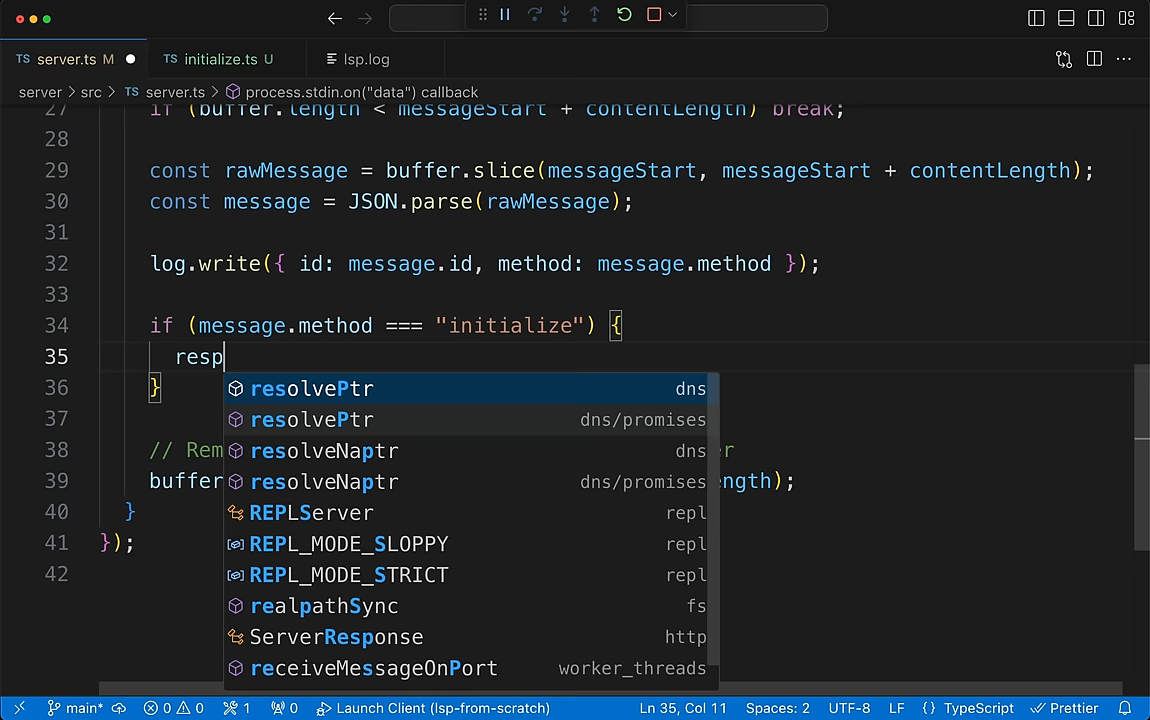 TS server.ts M
TS initialize.ts U
lsp.log
server > src > TS server.ts > process.stdin.on("data") callback
27 if (buffer.length < messageStart + contentLength) break;
28
29 const rawMessage = buffer.slice(messageStart, messageStart + contentLength);
30 const message = JSON.parse(rawMessage);
31
32 log.write({ id: message.id, method: message.method });
33
34 if (message.method === "initialize") {
35 resp
36 }
resolvePtr dns
37 resolvePtr dns/promises
38 // Rem resolveNaptr dns r
39 buffer resolveNaptr dns/promises ngth);
40 } REPLServer repl
41 }); REPL_MODE_SLOPPY repl
42 REPL_MODE_STRICT repl
realpathSync fs
ServerResponse http
receiveMessageOnPort worker_threads
main* 0 0 1 0 Launch Client (lsp-from-scratch) Ln 35, Col 11 Spaces: 2 UTF-8 LF {} TypeScript Prettier